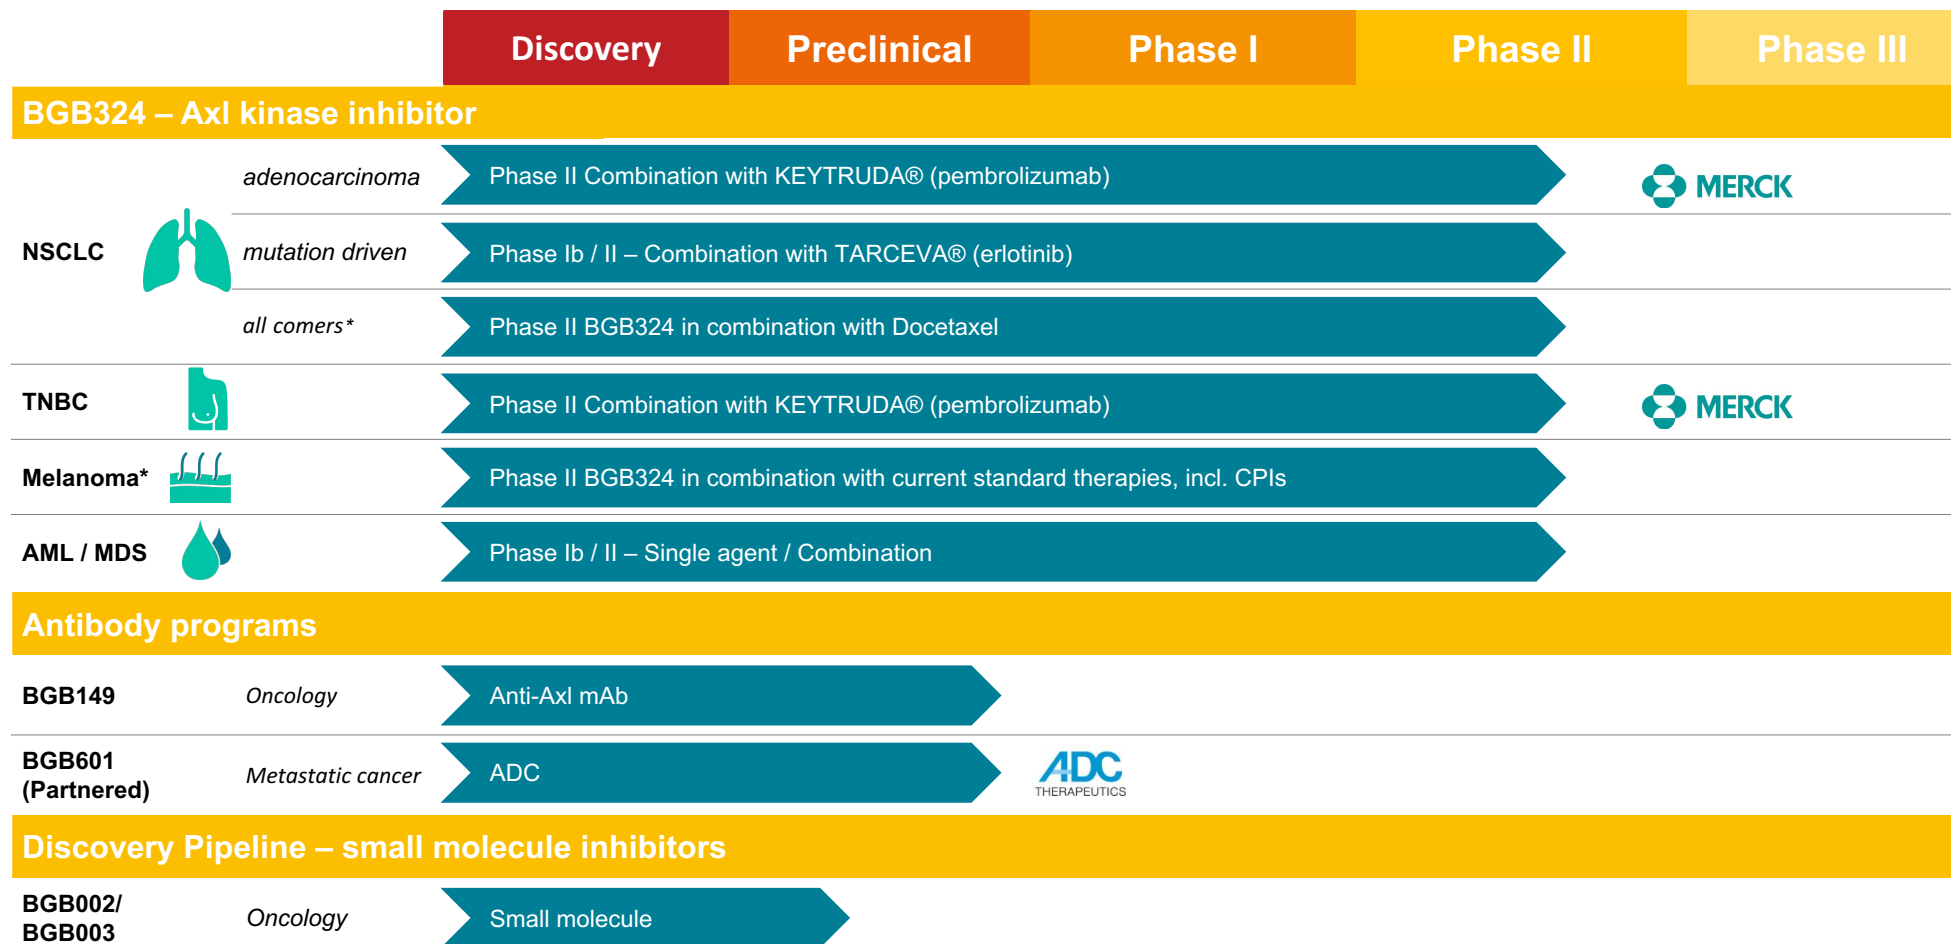 Discovery Preclinical Phase I Phase II Phase III
BGB324 – Axl kinase inhibitor
adenocarcinoma Phase II Combination with KEYTRUDA® (pembrolizumab) MERCK
NSCLC mutation driven Phase Ib / II – Combination with TARCEVA® (erlotinib)
all comers* Phase II BGB324 in combination with Docetaxel
TNBC Phase II Combination with KEYTRUDA® (pembrolizumab) MERCK
Melanoma* Phase II BGB324 in combination with current standard therapies, incl. CPIs
AML / MDS Phase Ib / II – Single agent / Combination
Antibody programs
BGB149 Oncology Anti-Axl mAb
BGB601
(Partnered) Metastatic cancer ADC ADC
THERAPEUTICS
Discovery Pipeline – small molecule inhibitors
BGB002/
BGB003 Oncology Small molecule